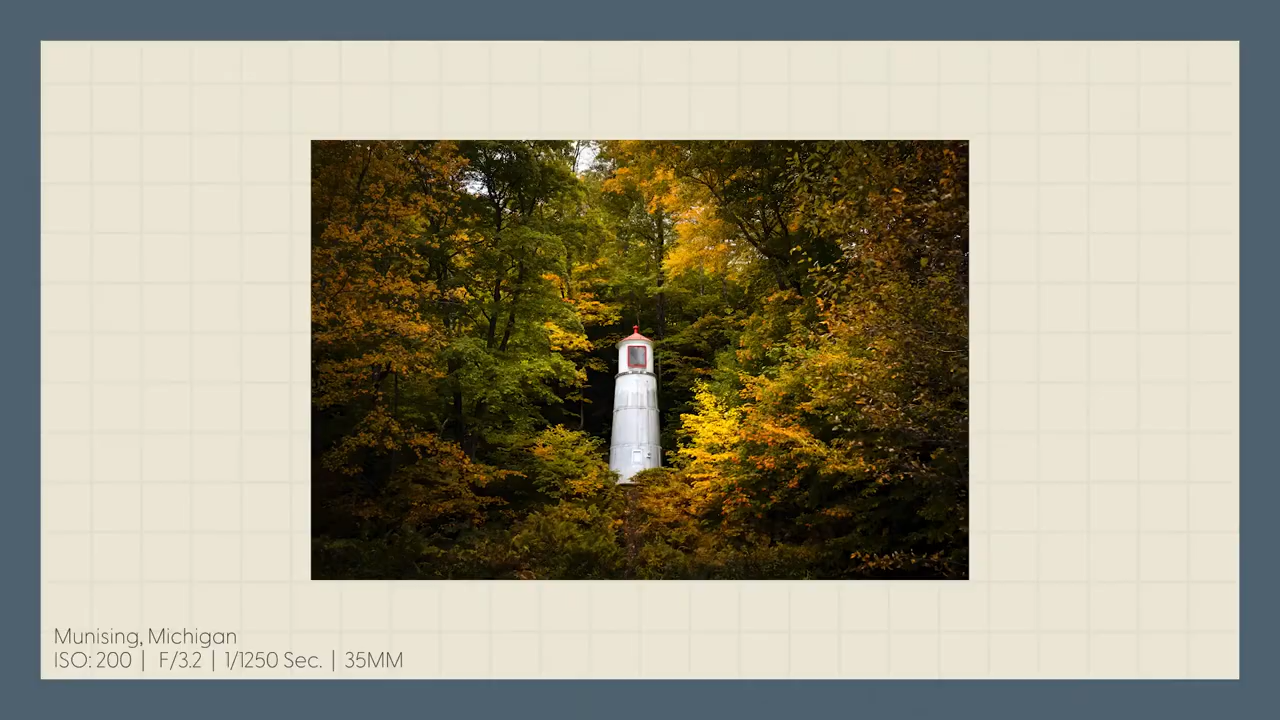 Munising, Michigan
ISO: 200 | F/3.2 | 1/1250 Sec. | 35MM